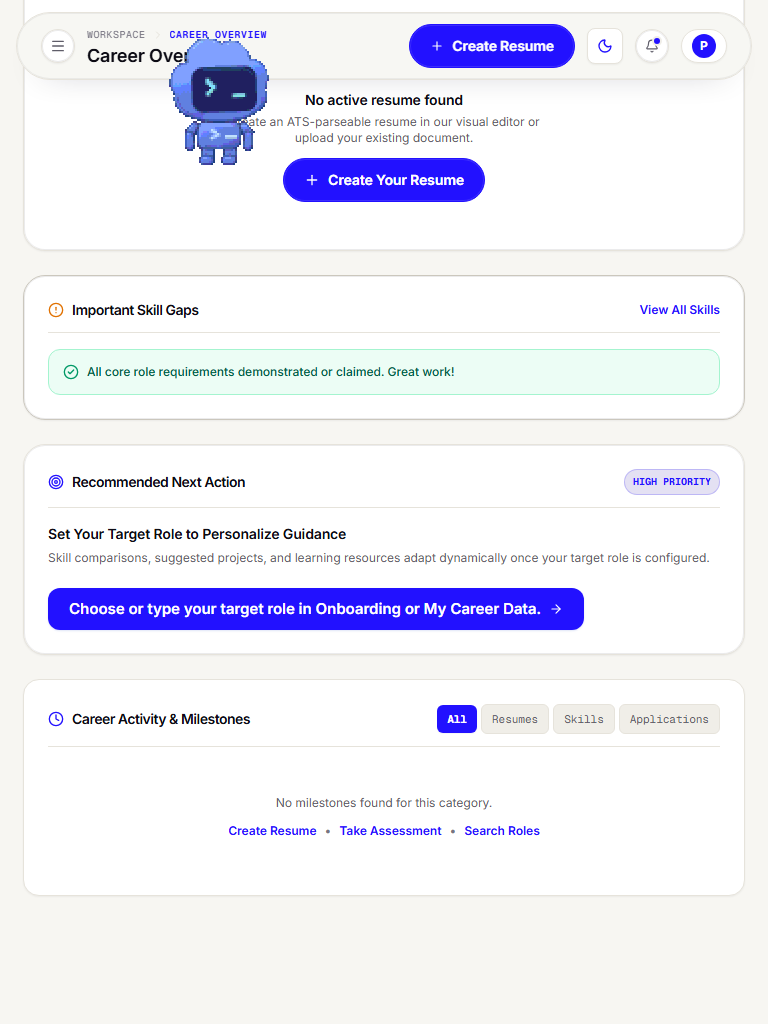 WORKSPACE
CAREER OVERVIEW
Career
Create Resume
P
No active resume found
an ATS-parseable resume in our visual editor or
upload your existing document.
Create Your Resume
Important Skill Gaps
View All Skills
All core role requirements demonstrated or claimed. Great work!
Recommended Next Action
HIGH PRIORITY
Set Your Target Role to Personalize Guidance
Skill comparisons, suggested projects, and learning resources adapt dynamically once your target role is configured.
Choose or type your target role in Onboarding or My Career Data.
Career Activity & Milestones
All
Resumes
Skills
Applications
No milestones found for this category.
Create Resume • Take Assessment • Search Roles